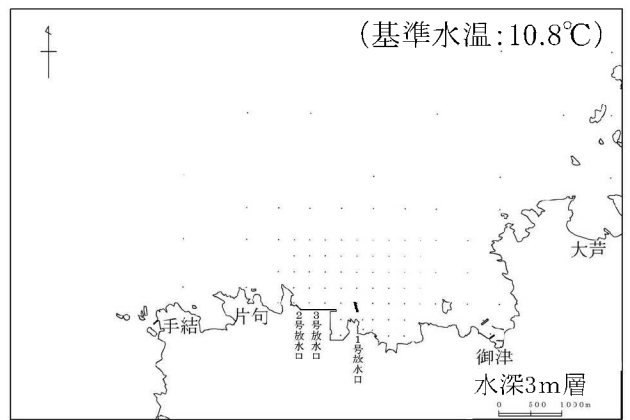 (基準水温:10.8℃)
大芦
手結
片句
2号放水口
3号放水口
1号放水口
御津
水深3m層
0 500 1000m